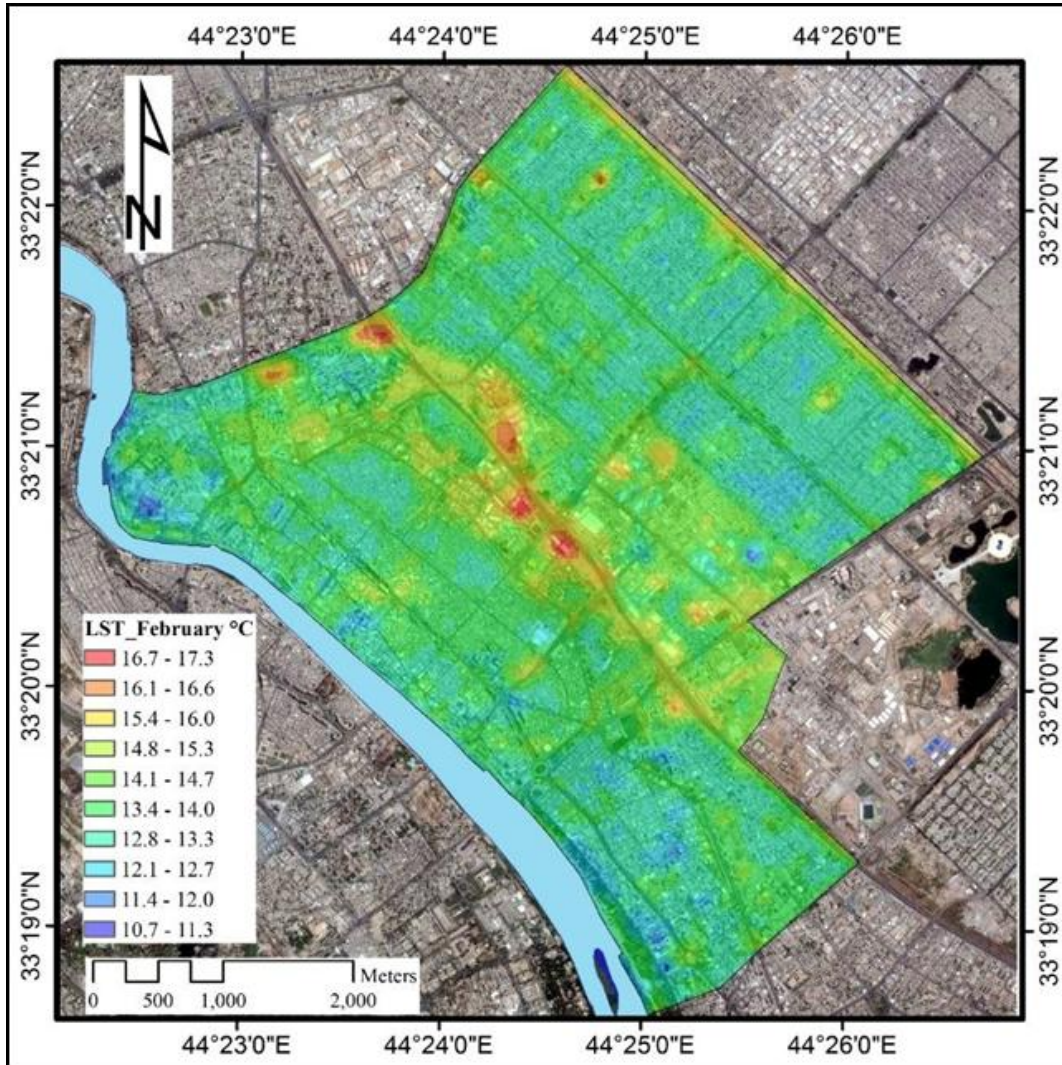 44°23'0"E 44°24'0"E 44°25'0"E 44°26'0"E
33°22'0"N 33°22'0"N
33°21'0"N 33°21'0"N
33°20'0"N 33°20'0"N
33°19'0"N 33°19'0"N
N
LST_February °C
16.7 - 17.3
16.1 - 16.6
15.4 - 16.0
14.8 - 15.3
14.1 - 14.7
13.4 - 14.0
12.8 - 13.3
12.1 - 12.7
11.4 - 12.0
10.7 - 11.3
Meters
0 500 1,000 2,000
44°23'0"E 44°24'0"E 44°25'0"E 44°26'0"E